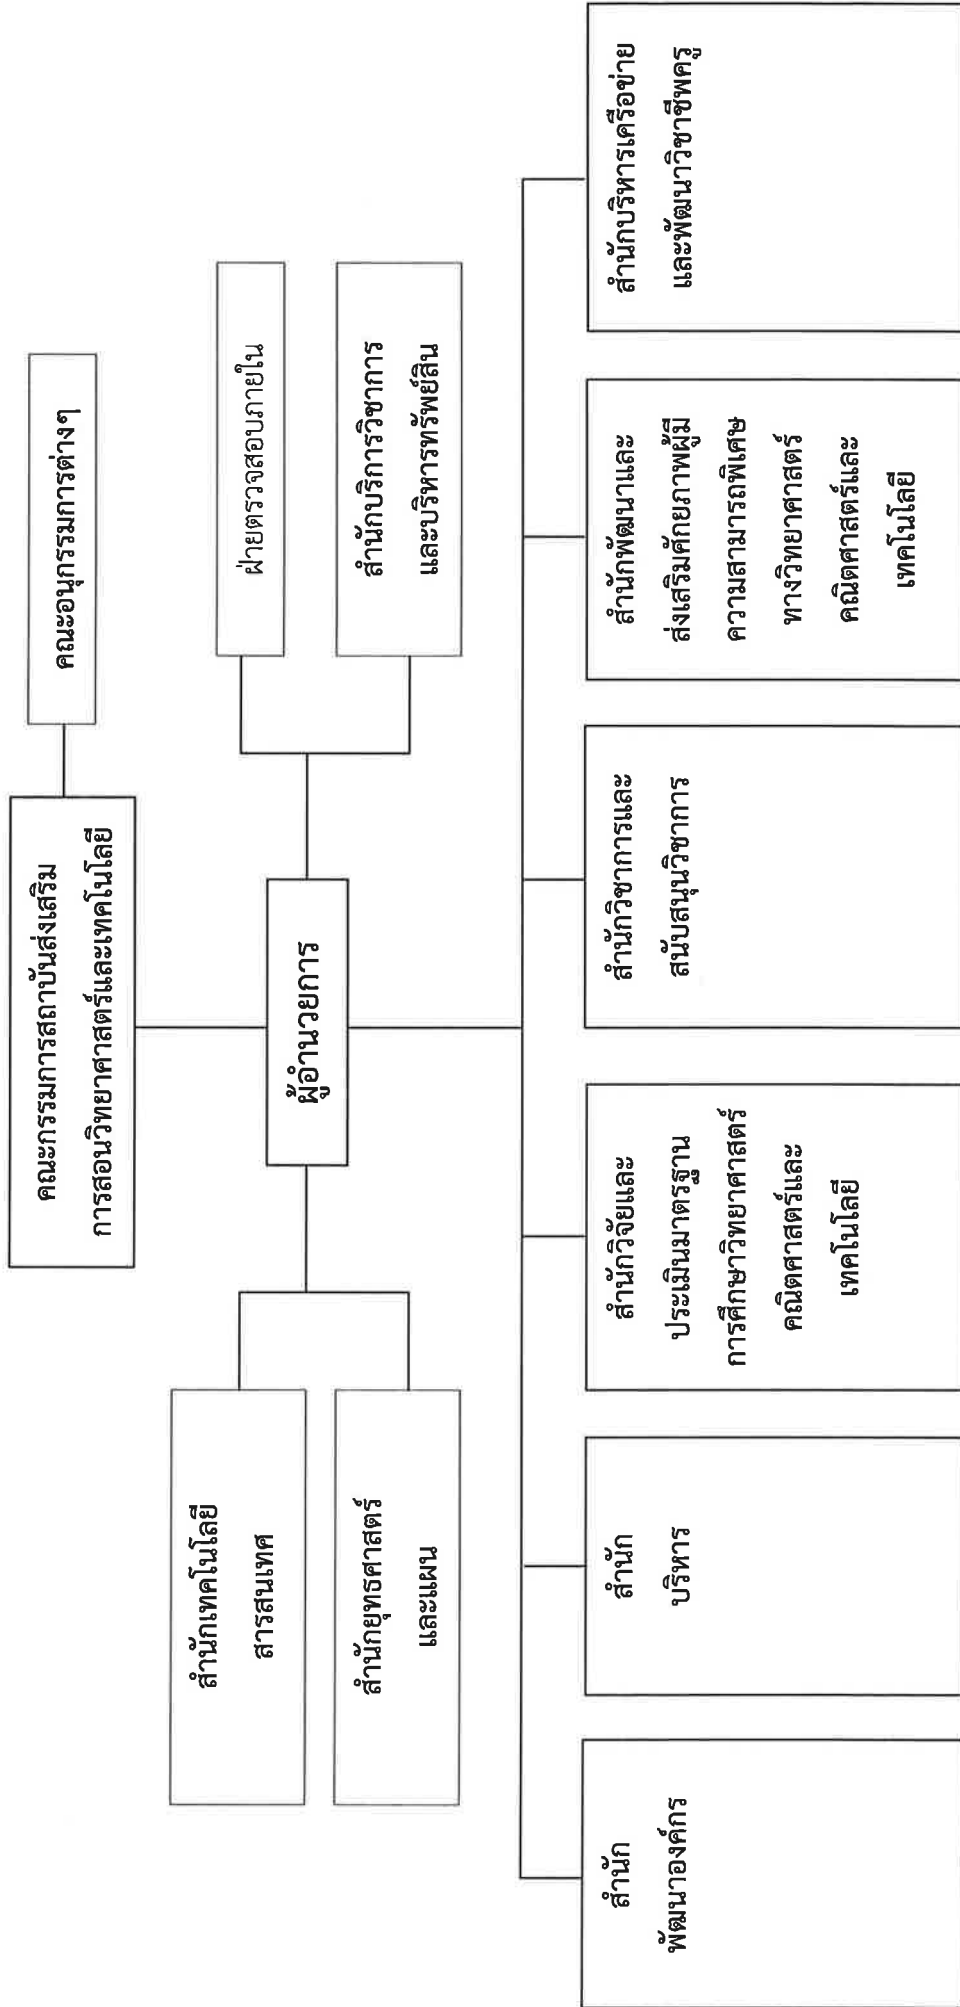 คณะกรรมการสถาบันส่งเสริม
การสอนวิทยาศาสตร์และเทคโนโลยี
คณะอนุกรรมการต่างๆ
ผู้อำนวยการ
สำนักเทคโนโลยี
สารสนเทศ
สำนักยุทธศาสตร์
และแผน
ฝ่ายตรวจสอบภายใน
สำนักบริการวิชาการ
และบริหารทรัพย์สิน
สำนัก
พัฒนาองค์กร
สำนัก
บริหาร
สำนักวิจัยและ
ประเมินมาตรฐาน
การศึกษาวิทยาศาสตร์
คณิตศาสตร์และ
เทคโนโลยี
สำนักวิชาการและ
สนับสนุนวิชาการ
สำนักพัฒนาและ
ส่งเสริมศักยภาพผู้มี
ความสามารถพิเศษ
ทางวิทยาศาสตร์
คณิตศาสตร์และ
เทคโนโลยี
สำนักบริหารเครือข่าย
และพัฒนาวิชาชีพครู